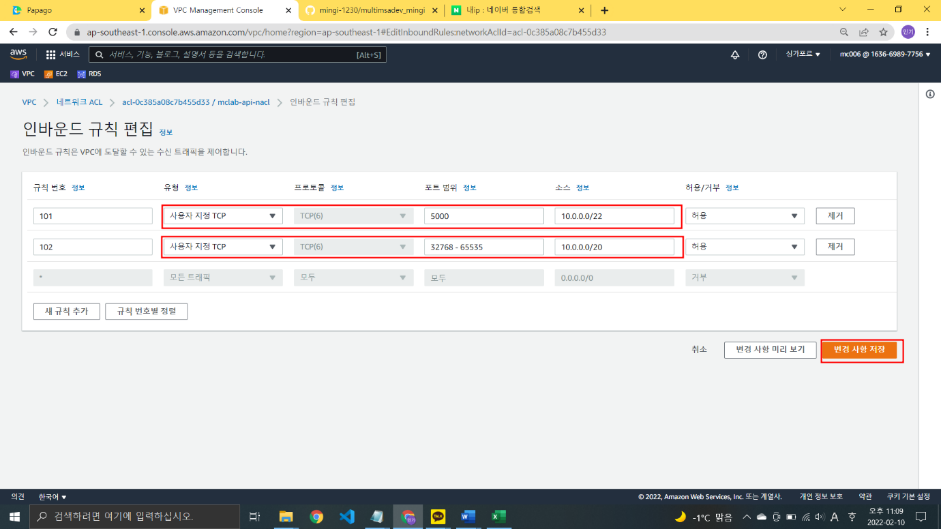 Papago
VPC Management Console
mingi-1230/multimsadev_mingi
내ip : 네이버 통합검색
ap-southeast-1.console.aws.amazon.com/vpc/home?region=ap-southeast-1#EditInboundRules:networkAclId=acl-0c385a08c7b455d33
민기
aws 서비스 서비스, 기능, 블로그, 설명서 등을 검색합니다. [Alt+S] 싱가포르 ▼ mc006 @ 1636-6989-7756 ▼
VPC EC2 RDS
VPC 네트워크 ACL acl-0c385a08c7b455d33 / mclab-api-nacl 인바운드 규칙 편집
인바운드 규칙 편집 정보
인바운드 규칙은 VPC에 도달할 수 있는 수신 트래픽을 제어합니다.
규칙 번호 정보 유형 정보 프로토콜 정보 포트 범위 정보 소스 정보 허용/거부 정보
101 사용자 지정 TCP TCP(6) 5000 10.0.0.0/22 허용 제거
102 사용자 지정 TCP TCP(6) 32768 - 65535 10.0.0.0/20 허용 제거
* 모든 트래픽 모두 모두 0.0.0.0/0 거부
새 규칙 추가 규칙 번호별 정렬
취소 변경 사항 미리 보기 변경 사항 저장
의견 한국어 ▼ © 2022, Amazon Web Services, Inc. 또는 계열사. 개인 정보 보호 약관 쿠키 기본 설정
검색하려면 여기에 입력하십시오. -1°C 맑음 A 오후 11:09
2022-02-10